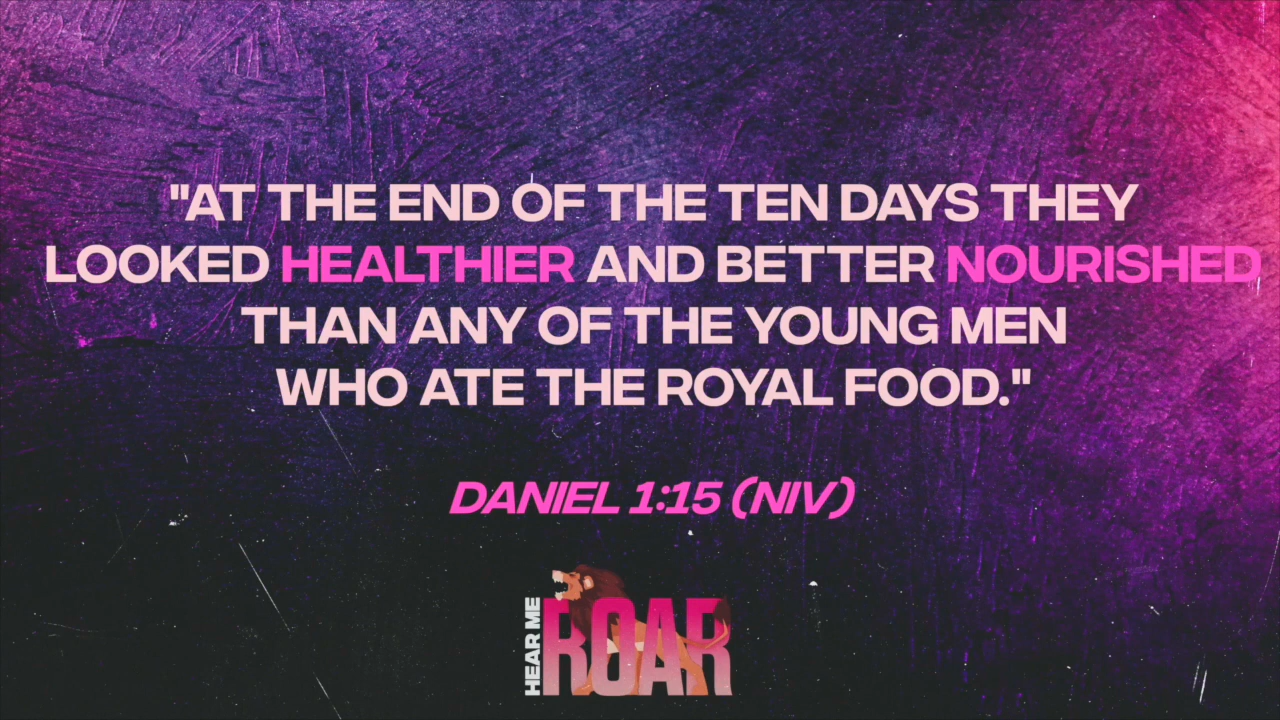 "AT THE END OF THE TEN DAYS THEY
LOOKED HEALTHIER AND BETTER NOURISHED
THAN ANY OF THE YOUNG MEN
WHO ATE THE ROYAL FOOD."
DANIEL 1:15 (NIV)
HEAR ME
ROAR